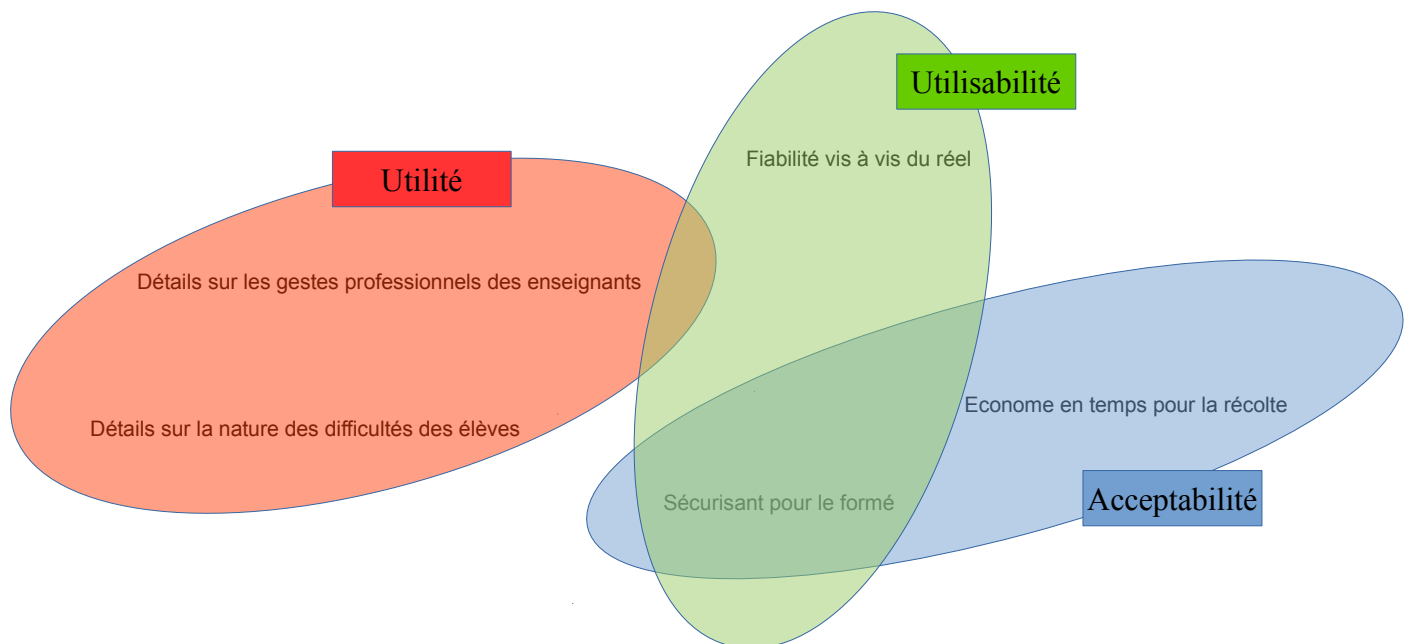 Utilisabilité
Fiabilité vis à vis du réel
Utilité
Détails sur les gestes professionnels des enseignants
Econome en temps pour la récolte
Détails sur la nature des difficultés des élèves
Sécurisant pour le formé
Acceptabilité